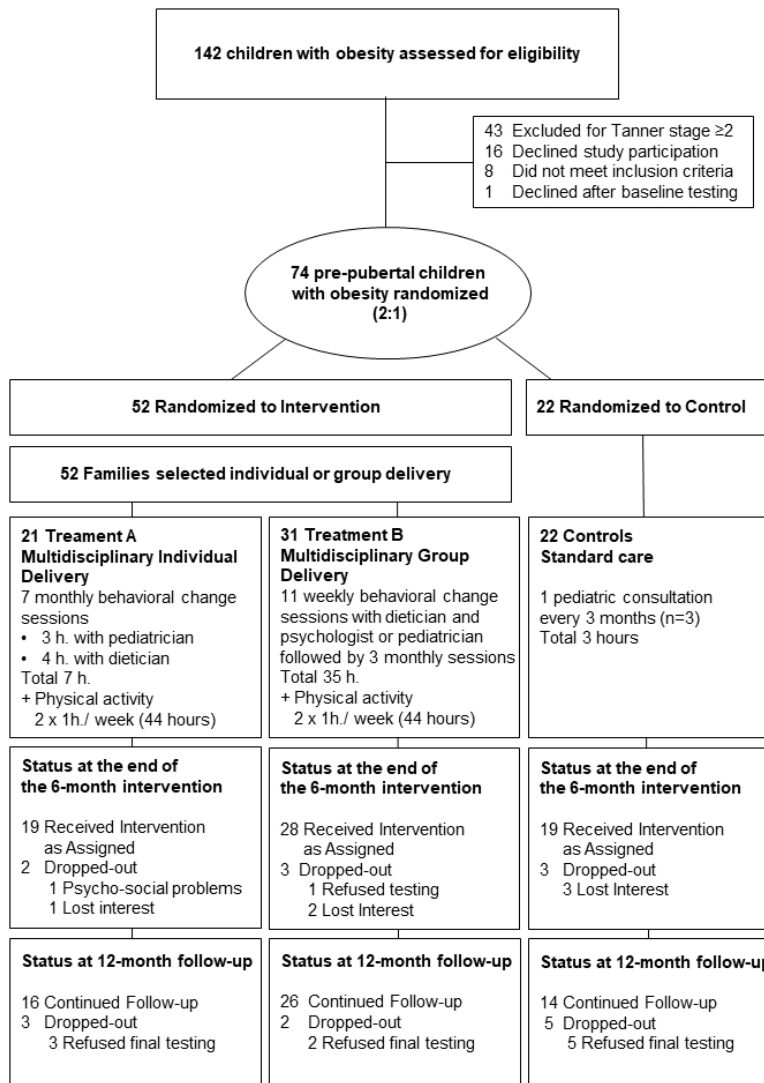 142 children with obesity assessed for eligibility
43 Excluded for Tanner stage ≥2
16 Declined study participation
8 Did not meet inclusion criteria
1 Declined after baseline testing
74 pre-pubertal children
with obesity randomized
(2:1)
52 Randomized to Intervention
22 Randomized to Control
52 Families selected individual or group delivery
21 Treament A
Multidisciplinary Individual
Delivery
7 monthly behavioral change
sessions
• 3 h. with pediatrician
• 4 h. with dietician
Total 7 h.
+ Physical activity
2 x 1h./ week (44 hours)
31 Treatment B
Multidisciplinary Group
Delivery
11 weekly behavioral change
sessions with dietician and
psychologist or pediatrician
followed by 3 monthly sessions
Total 35 h.
+ Physical activity
2 x 1h./ week (44 hours)
22 Controls
Standard care
1 pediatric consultation
every 3 months (n=3)
Total 3 hours
Status at the end of
the 6-month intervention
19 Received Intervention
as Assigned
2 Dropped-out
1 Psycho-social problems
1 Lost interest
Status at the end of
the 6-month intervention
28 Received Intervention
as Assigned
3 Dropped-out
1 Refused testing
2 Lost Interest
Status at the end of
the 6-month intervention
19 Received Intervention
as Assigned
3 Dropped-out
3 Lost Interest
Status at 12-month follow-up
16 Continued Follow-up
3 Dropped-out
3 Refused final testing
Status at 12-month follow-up
26 Continued Follow-up
2 Dropped-out
2 Refused final testing
Status at 12-month follow-up
14 Continued Follow-up
5 Dropped-out
5 Refused final testing